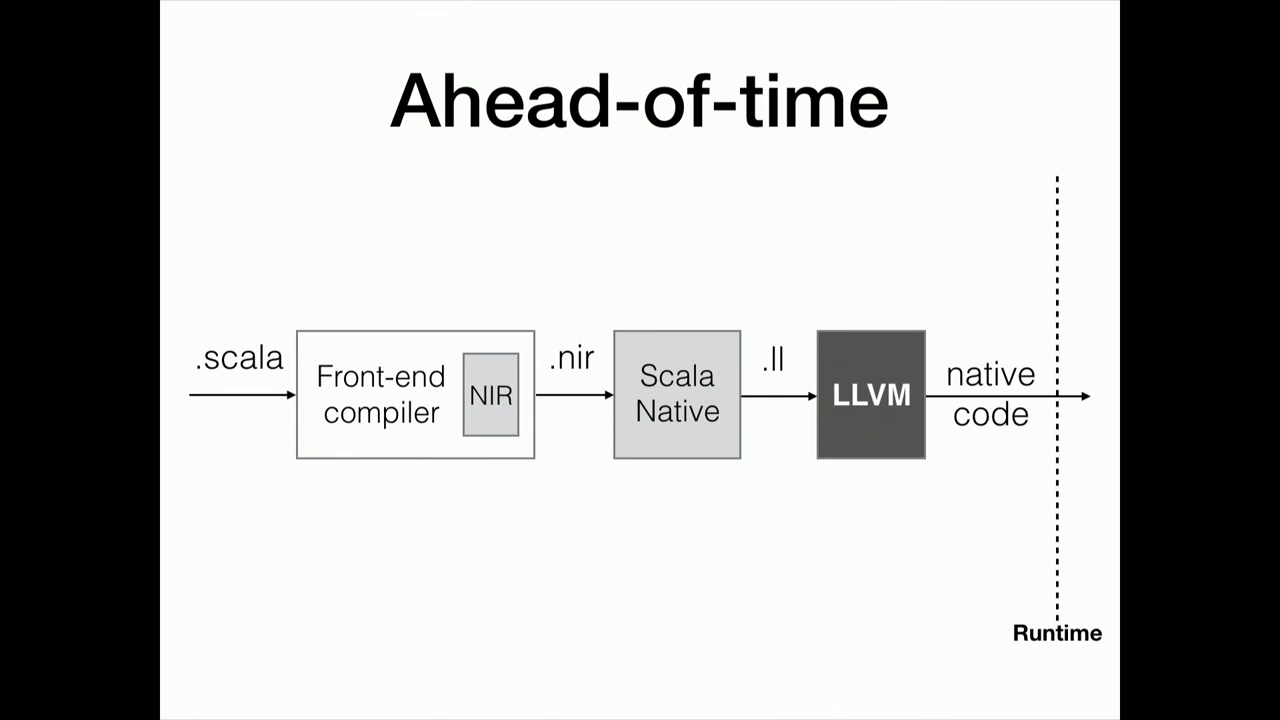 Ahead-of-time
.scala
Front-end
compiler
NIR
.nir
Scala
Native
.ll
LLVM
native
code
Runtime